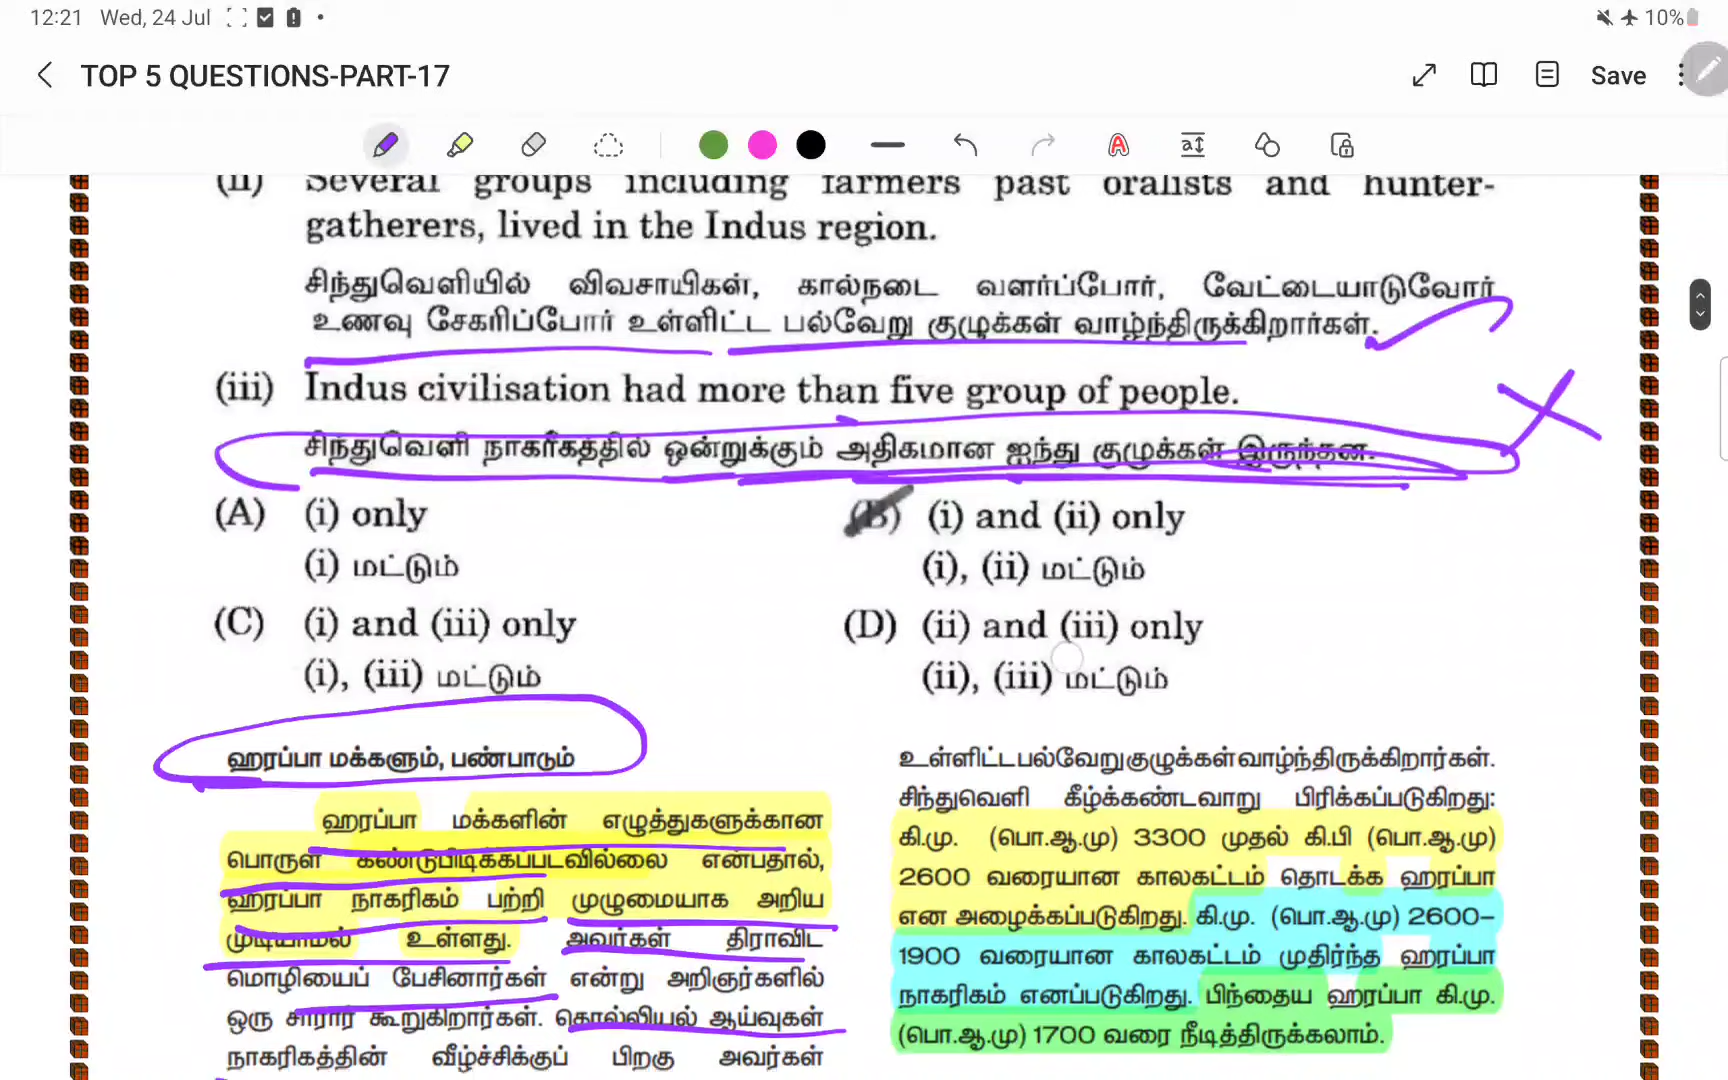 12:21 Wed, 24 Jul
10%
TOP 5 QUESTIONS-PART-17
Save
(ii) Several groups including farmers past oralists and hunter-
gatherers, lived in the Indus region.
சிந்துவெளியில் விவசாயிகள், கால்நடை வளர்ப்போர், வேட்டையாடுவோர்
உணவு சேகரிப்போர் உள்ளிட்ட பல்வேறு குழுக்கள் வாழ்ந்திருக்கிறார்கள்.
(iii) Indus civilisation had more than five group of people.
சிந்துவெளி நாகரீகத்தில் ஒன்றுக்கும் அதிகமான ஐந்து குழுக்கள் இருந்தன.
(A) (i) only
(i) மட்டும்
(B) (i) and (ii) only
(i), (ii) மட்டும்
(C) (i) and (iii) only
(i), (iii) மட்டும்
(D) (ii) and (iii) only
(ii), (iii) மட்டும்
ஹரப்பா மக்களும், பண்பாடும்
ஹரப்பா மக்களின் எழுத்துகளுக்கான
பொருள் கண்டுபிடிக்கப்படவில்லை என்பதால்,
ஹரப்பா நாகரிகம் பற்றி முழுமையாக அறிய
முடியாமல் உள்ளது. அவர்கள் திராவிட
மொழியைப் பேசினார்கள் என்று அறிஞர்களில்
ஒரு சாரார் கூறுகிறார்கள். தொல்லியல் ஆய்வுகள்
நாகரிகத்தின் வீழ்ச்சிக்குப் பிறகு அவர்கள்
உள்ளிட்ட பல்வேறு குழுக்கள் வாழ்ந்திருக்கிறார்கள்.
சிந்துவெளி கீழ்க்கண்டவாறு பிரிக்கப்படுகிறது:
கி.மு. (பொ.ஆ.மு) 3300 முதல் கி.பி (பொ.ஆ.மு)
2600 வரையான காலகட்டம் தொடக்க ஹரப்பா
என அழைக்கப்படுகிறது. கி.மு. (பொ.ஆ.மு) 2600–
1900 வரையான காலகட்டம் முதிர்ந்த ஹரப்பா
நாகரிகம் எனப்படுகிறது. பிந்தைய ஹரப்பா கி.மு.
(பொ.ஆ.மு) 1700 வரை நீடித்திருக்கலாம்.